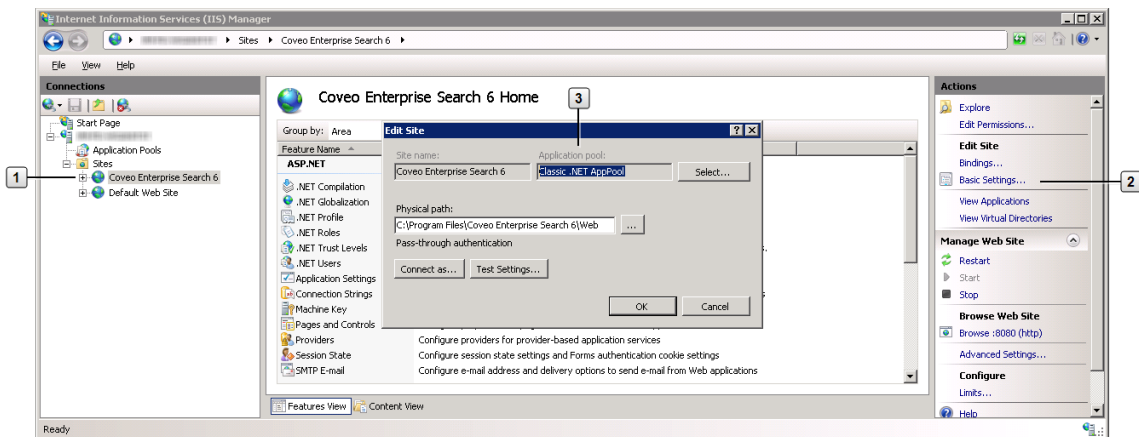 Internet Information Services (IIS) Manager
Sites
Coveo Enterprise Search 6
File View Help
Connections
Start Page
Application Pools
Sites
Coveo Enterprise Search 6
Default Web Site
1
Coveo Enterprise Search 6 Home
3
Group by: Area
Feature Name
ASP.NET
.NET Compilation
.NET Globalization
.NET Profile
.NET Roles
.NET Trust Levels
.NET Users
Application Settings
Connection Strings
Machine Key
Pages and Controls
Providers Configure providers for provider-based application services
Session State Configure session state settings and Forms authentication cookie settings
SMTP E-mail Configure e-mail address and delivery options to send e-mail from Web applications
Edit Site
Site name: Application pool:
Coveo Enterprise Search 6 Classic .NET AppPool Select...
Physical path:
C:\Program Files\Coveo Enterprise Search 6\Web ...
Pass-through authentication
Connect as... Test Settings...
OK Cancel
Features View Content View
Actions
Explore
Edit Permissions...
Edit Site
Bindings...
Basic Settings...
2
View Applications
View Virtual Directories
Manage Web Site
Restart
Start
Stop
Browse Web Site
Browse :8080 (http)
Advanced Settings...
Configure
Limits...
Help
Ready